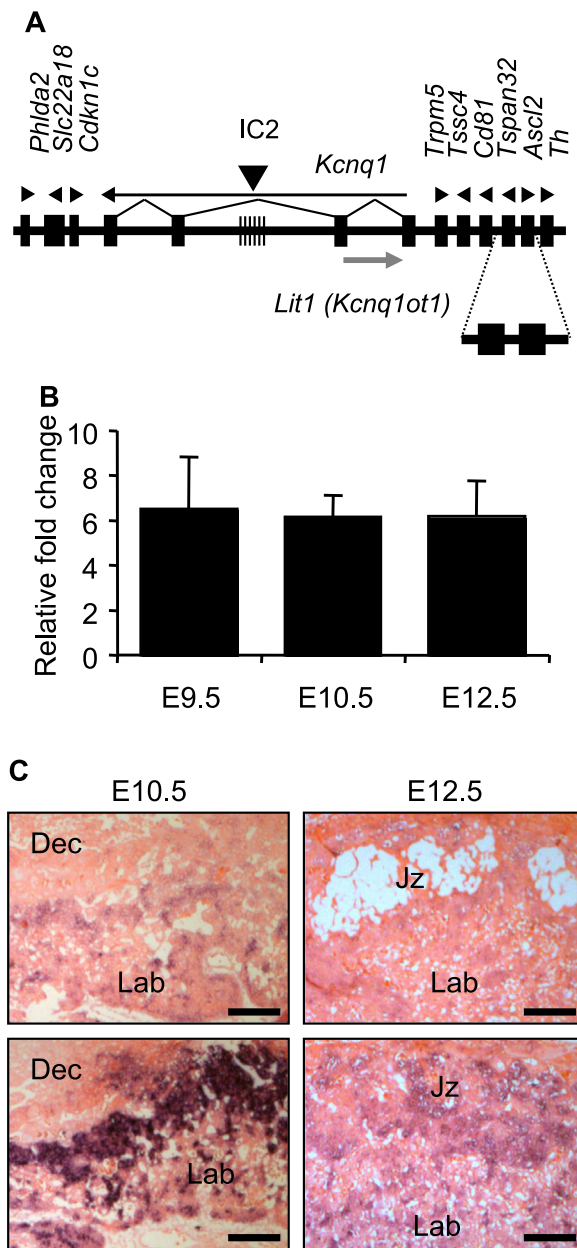 A
Phlda2
Slc22a18
Cdkn1c
Trpm5
Tssc4
Cd81
Tspan32
Ascl2
Th
IC2
Kcnq1
Lit1 (Kcnq1ot1)
B
Relative fold change
10
8
6
4
2
0
E9.5 E10.5 E12.5
C
E10.5 E12.5
Dec
Lab
Jz
Lab
Dec
Lab
Jz
Lab